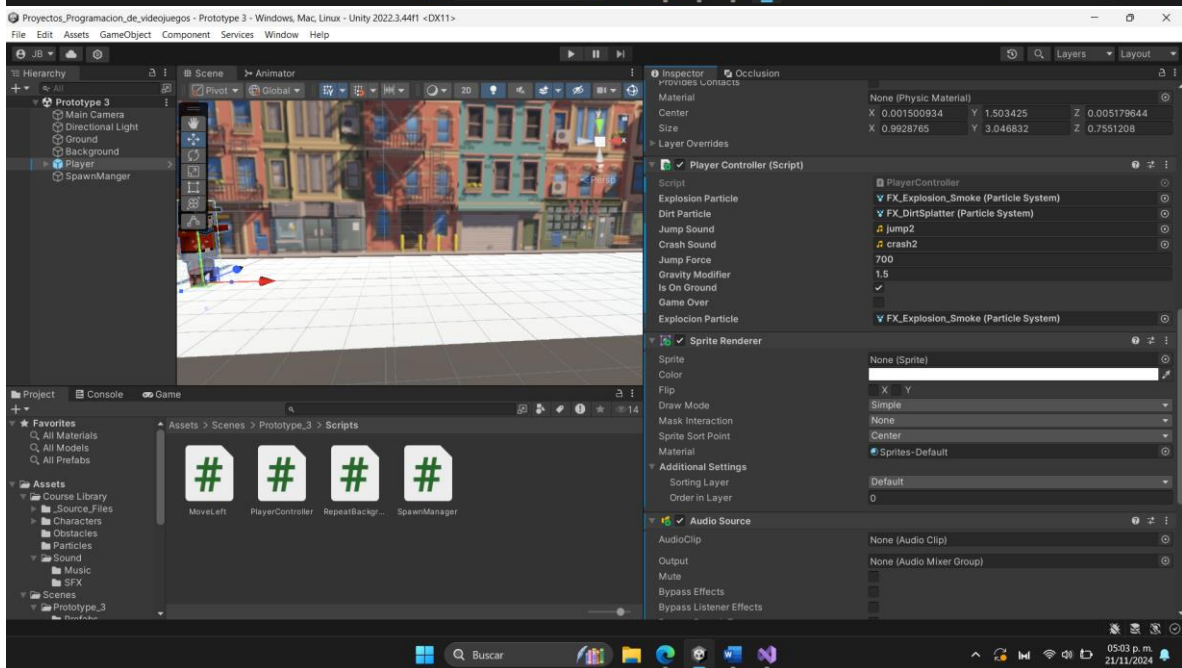 Proyectos_Programacion_de_videojuegos - Prototype 3 - Windows, Mac, Linux - Unity 2022.3.44f1 <DX11>
File Edit Assets GameObject Component Services Window Help
JB
Layers Layout
Hierarchy
All
Prototype 3
Main Camera
Directional Light
Ground
Background
Player
SpawnManger
Scene Animator
Pivot Global 2D
y
x
Persp
Project Console Game
14
Favorites
All Materials
All Models
All Prefabs
Assets
Course Library
_Source_Files
Characters
Obstacles
Particles
Sound
Music
SFX
Scenes
Prototype_3
Prefabs
Assets > Scenes > Prototype_3 > Scripts
MoveLeft PlayerController RepeatBackgr... SpawnManager
Inspector Occlusion
Provides Contacts
Material None (Physic Material)
Center X 0.001500934 Y 1.503425 Z 0.005179644
Size X 0.9928765 Y 3.046832 Z 0.7551208
Layer Overrides
Player Controller (Script)
Script PlayerController
Explosion Particle FX_Explosion_Smoke (Particle System)
Dirt Particle FX_DirtSplatter (Particle System)
Jump Sound jump2
Crash Sound crash2
Jump Force 700
Gravity Modifier 1.5
Is On Ground
Game Over
Explocion Particle FX_Explosion_Smoke (Particle System)
Sprite Renderer
Sprite None (Sprite)
Color
Flip X Y
Draw Mode Simple
Mask Interaction None
Sprite Sort Point Center
Material Sprites-Default
Additional Settings
Sorting Layer Default
Order in Layer 0
Audio Source
AudioClip None (Audio Clip)
Output None (Audio Mixer Group)
Mute
Bypass Effects
Bypass Listener Effects
Buscar
05:03 p. m.
21/11/2024